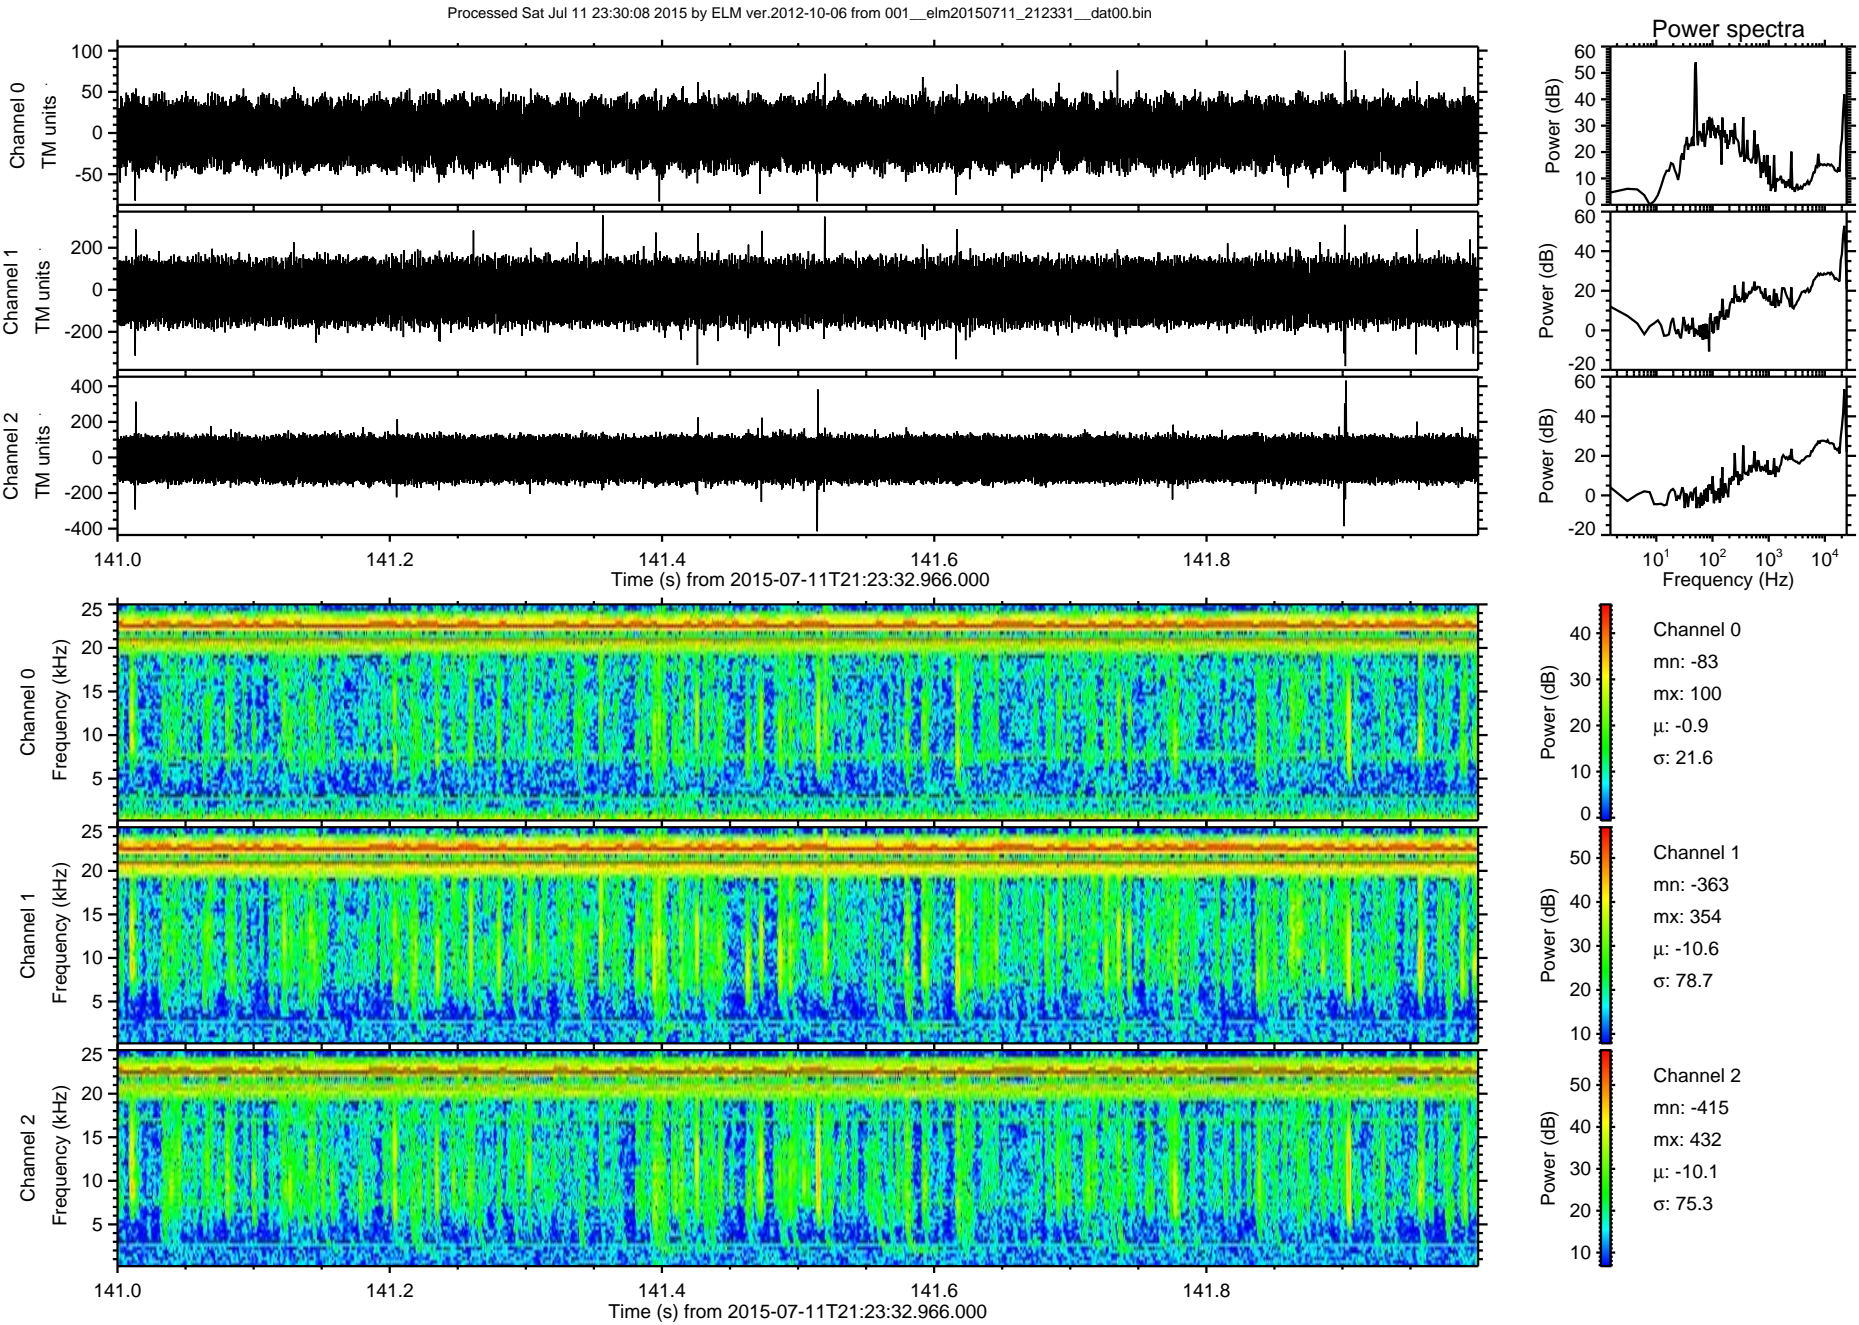 Processed Sat Jul 11 23:30:08 2015 by ELM ver.2012-10-06 from 001__elm20150711_212331__dat00.bin
Power spectra
Channel 0
TM units
100
50
0
-50
Power (dB)
60
50
40
30
20
10
0
Channel 1
TM units
200
0
-200
Power (dB)
60
40
20
0
-20
Channel 2
TM units
400
200
0
-200
-400
Power (dB)
60
40
20
0
-20
141.0 141.2 141.4 141.6 141.8
Time (s) from 2015-07-11T21:23:32.966.000
10^1 10^2 10^3 10^4
Frequency (Hz)
Channel 0
Frequency (kHz)
25
20
15
10
5
Power (dB)
40
30
20
10
0
Channel 0
mn: -83
mx: 100
µ: -0.9
σ: 21.6
Channel 1
Frequency (kHz)
25
20
15
10
5
Power (dB)
50
40
30
20
10
Channel 1
mn: -363
mx: 354
µ: -10.6
σ: 78.7
Channel 2
Frequency (kHz)
25
20
15
10
5
Power (dB)
50
40
30
20
10
Channel 2
mn: -415
mx: 432
µ: -10.1
σ: 75.3
141.0 141.2 141.4 141.6 141.8
Time (s) from 2015-07-11T21:23:32.966.000